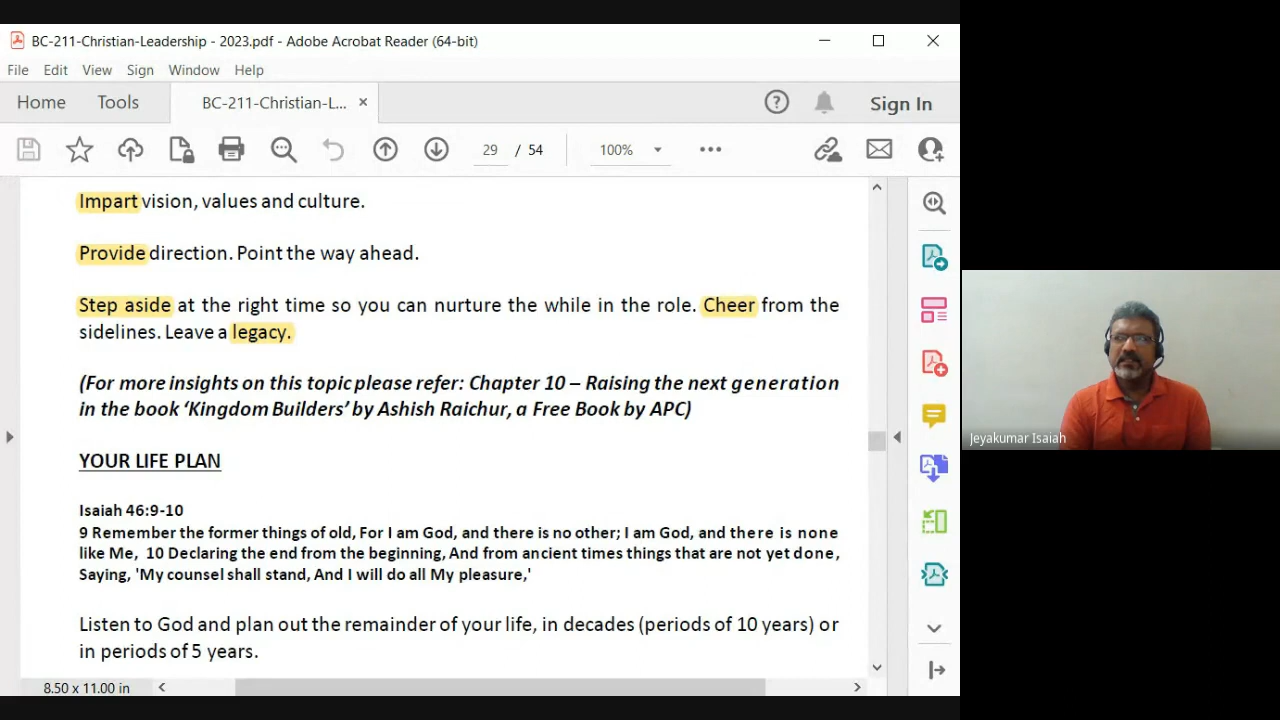 BC-211-Christian-Leadership - 2023.pdf - Adobe Acrobat Reader (64-bit)
File Edit View Sign Window Help
Home Tools BC-211-Christian-L... × Sign In
29 / 54 100%
Impart vision, values and culture.
Provide direction. Point the way ahead.
Step aside at the right time so you can nurture the while in the role. Cheer from the
sidelines. Leave a legacy.
(For more insights on this topic please refer: Chapter 10 – Raising the next generation
in the book ‘Kingdom Builders’ by Ashish Raichur, a Free Book by APC)
YOUR LIFE PLAN
Isaiah 46:9-10
9 Remember the former things of old, For I am God, and there is no other; I am God, and there is none
like Me, 10 Declaring the end from the beginning, And from ancient times things that are not yet done,
Saying, 'My counsel shall stand, And I will do all My pleasure,'
Listen to God and plan out the remainder of your life, in decades (periods of 10 years) or
in periods of 5 years.
8.50 x 11.00 in
Jeyakumar Isaiah